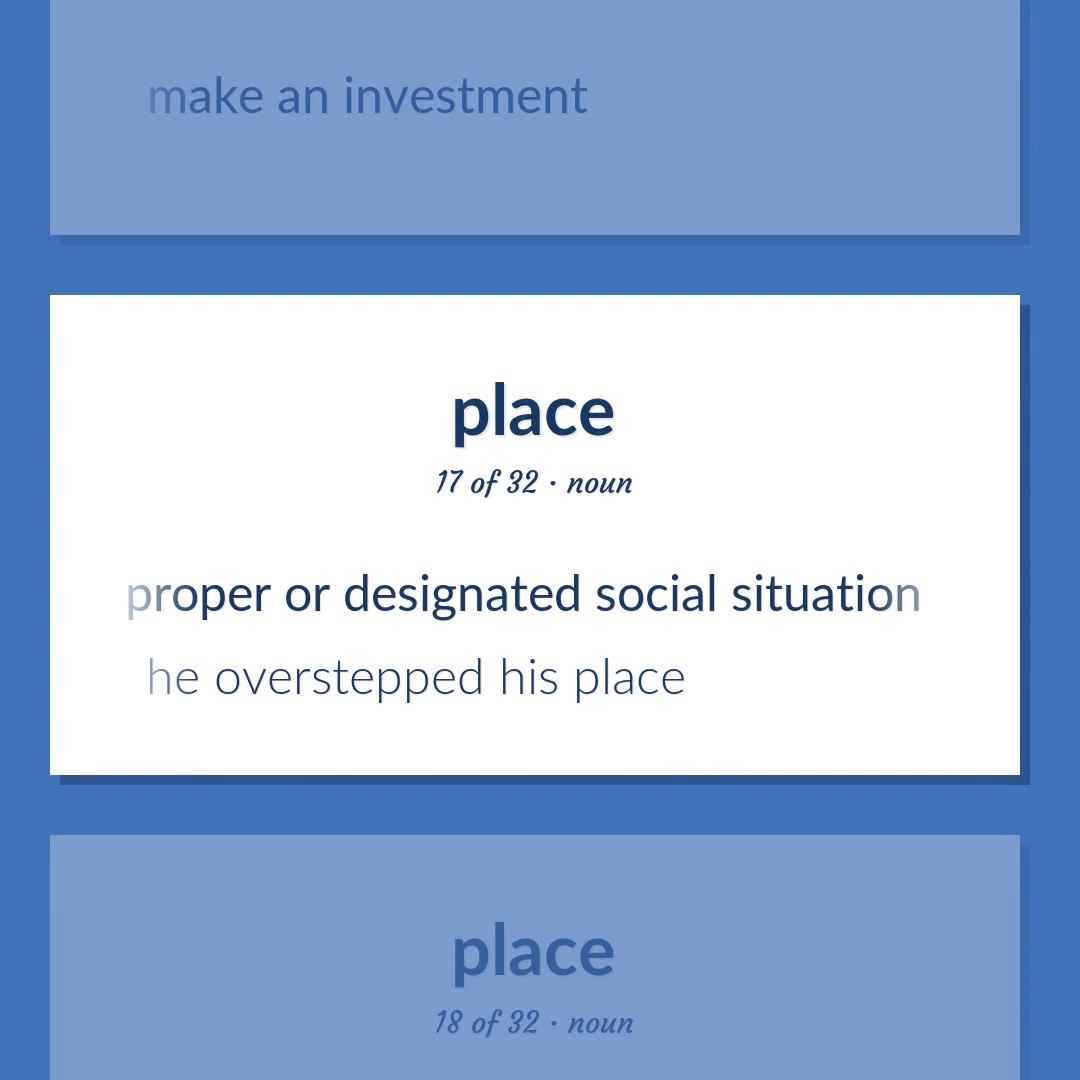 make an investment
place
17 of 32 · noun
proper or designated social situation
he overstepped his place
place
18 of 32 · noun